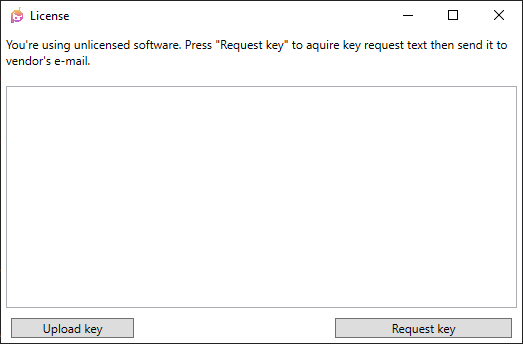 License
You're using unlicensed software. Press "Request key" to aquire key request text then send it to
vendor's e-mail.
Upload key
Request key